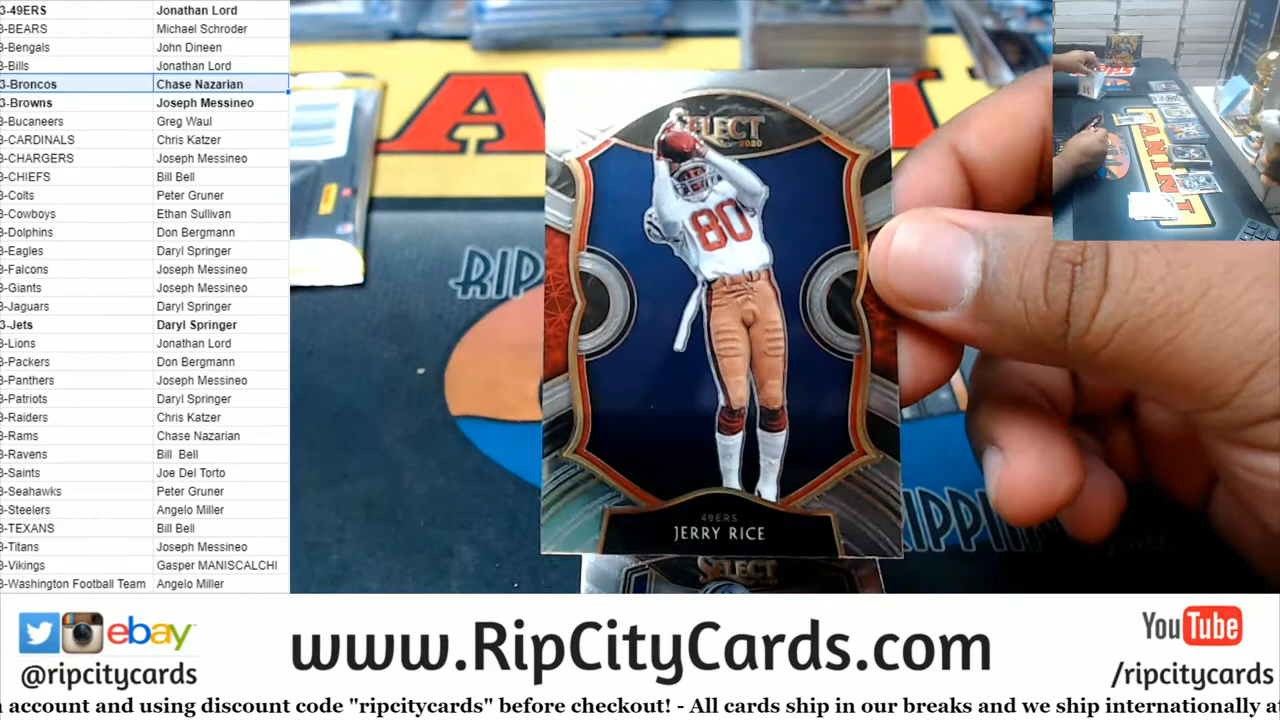 3-49ERS Jonathan Lord
3-BEARS Michael Schroder
3-Bengals John Dineen
3-Bills Jonathan Lord
3-Broncos Chase Nazarian
3-Browns Joseph Messineo
3-Bucaneers Greg Waul
3-CARDINALS Chris Katzer
3-CHARGERS Joseph Messineo
3-CHIEFS Bill Bell
3-Colts Peter Gruner
3-Cowboys Ethan Sullivan
3-Dolphins Don Bergmann
3-Eagles Daryl Springer
3-Falcons Joseph Messineo
3-Giants Joseph Messineo
3-Jaguars Daryl Springer
3-Jets Daryl Springer
3-Lions Jonathan Lord
3-Packers Don Bergmann
3-Panthers Joseph Messineo
3-Patriots Daryl Springer
3-Raiders Chris Katzer
3-Rams Chase Nazarian
3-Ravens Bill Bell
3-Saints Joe Del Torto
3-Seahawks Peter Gruner
3-Steelers Angelo Miller
3-TEXANS Bill Bell
3-Titans Joseph Messineo
3-Vikings Gasper MANISCALCHI
3-Washington Football Team Angelo Miller
SELECT
2020
80
49ERS
JERRY RICE
SELECT
RIP
RIPPIN
PANINI
ebay
@ripcitycards
www.RipCityCards.com
YouTube
/ripcitycards
account and using discount code "ripcitycards" before checkout! - All cards ship in our breaks and we ship internationally a